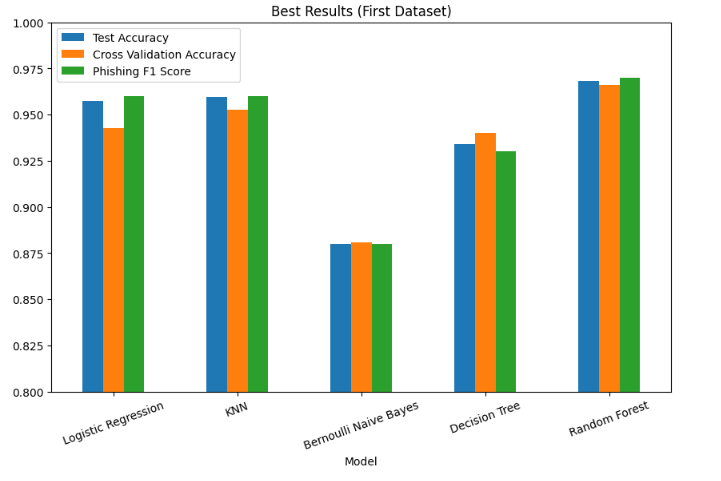 Best Results (First Dataset)
1.000
0.975
0.950
0.925
0.900
0.875
0.850
0.825
0.800
Test Accuracy
Cross Validation Accuracy
Phishing F1 Score
Logistic Regression
KNN
Bernoulli Naive Bayes
Decision Tree
Random Forest
Model